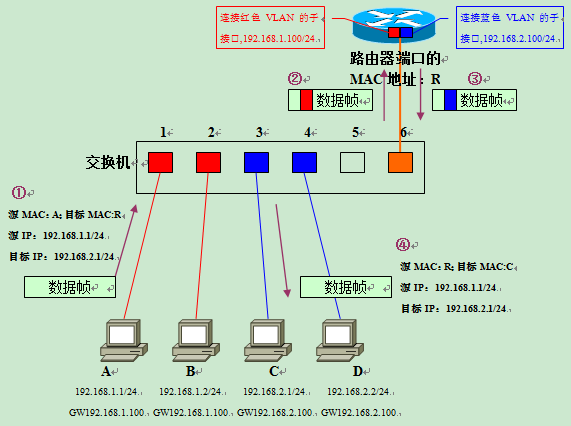 连接红色 VLAN 的子
接口,192.168.1.100/24.
连接蓝色 VLAN 的子
接口,192.168.2.100/24.
路由器端口的
MAC 地址：R
②
数据帧
③
数据帧
1 2 3 4 5 6
交换机
①
源 MAC：A；目标 MAC:R
源 IP：192.168.1.1/24.
目标 IP：192.168.2.1/24.
数据帧
④
源 MAC：R；目标 MAC:C
源 IP：192.168.1.1/24.
目标 IP：192.168.2.1/24.
数据帧
A B C D
192.168.1.1/24. 192.168.1.2/24. 192.168.2.1/24. 192.168.2.2/24.
GW192.168.1.100. GW192.168.1.100. GW192.168.2.100. GW192.168.2.100.